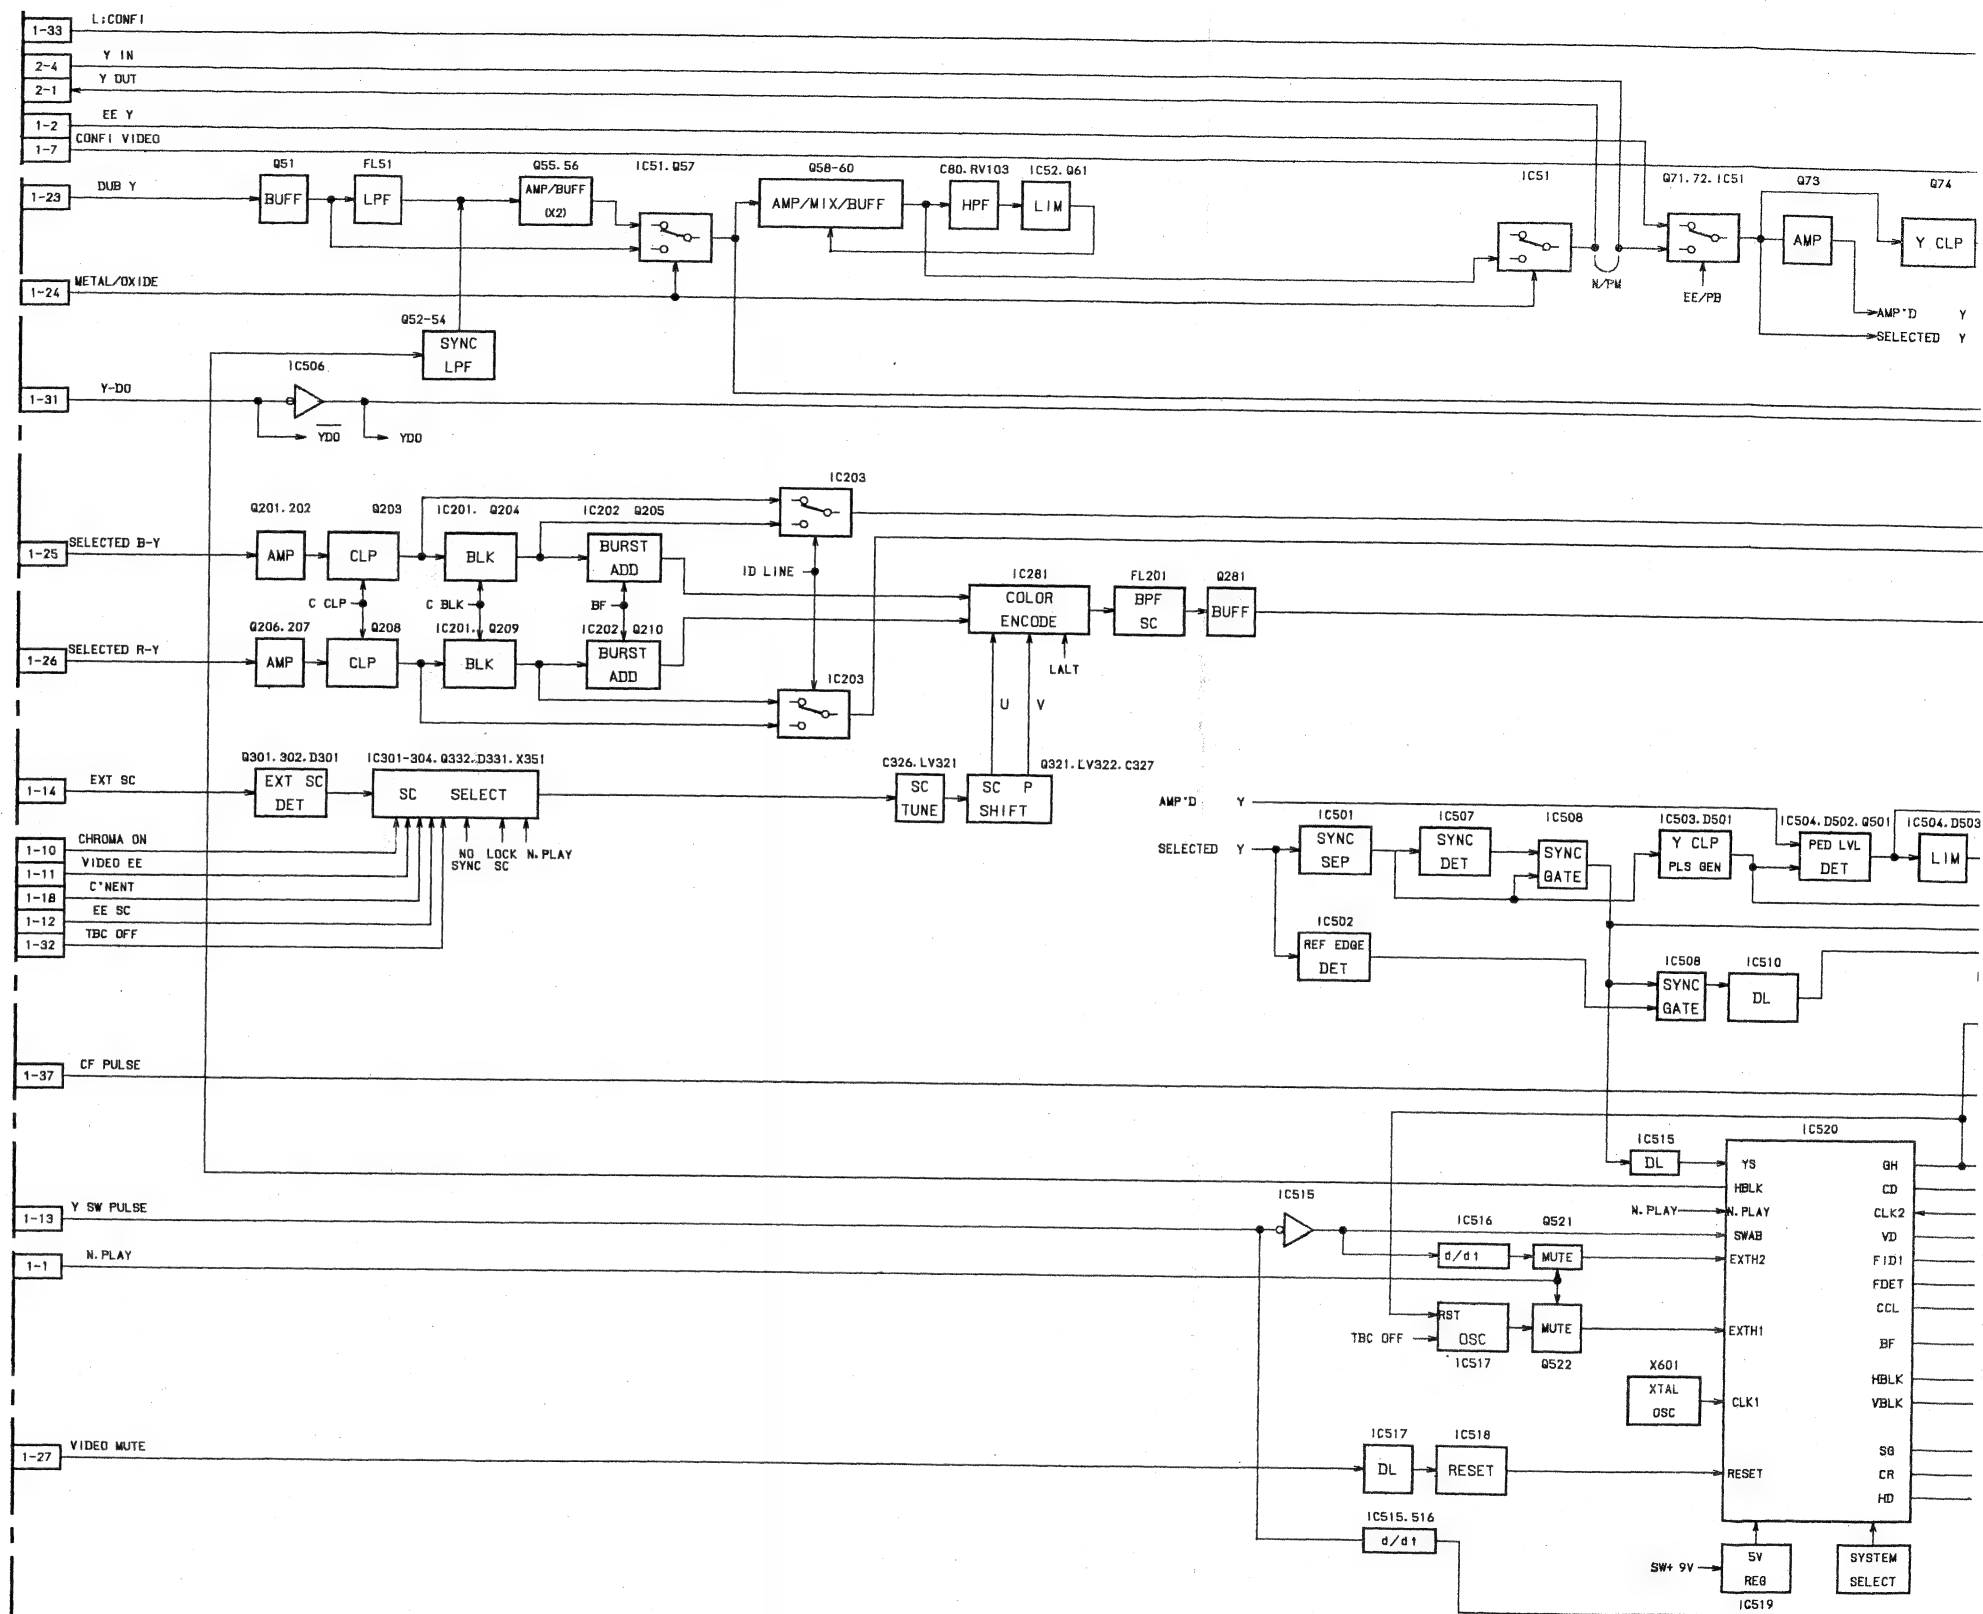 L:CONFI
1-33
Y IN
2-4
Y OUT
2-1
EE Y
1-2
CONFI VIDEO
1-7
DUB Y
1-23
Q51
BUFF
FL51
LPF
Q55.56
AMP/BUFF
(X2)
IC51.Q57
Q58-60
AMP/MIX/BUFF
C80.RV103
HPF
IC52.Q61
LIM
IC51
N/PM
Q71.72.IC51
EE/PB
Q73
AMP
Q74
Y CLP
AMP'D Y
SELECTED Y
METAL/OXIDE
1-24
Q52-54
SYNC
LPF
IC506
Y-DO
1-31
YDO
YDO
IC203
Q201.202
Q203
IC201. Q204
IC202 Q205
SELECTED B-Y
1-25
AMP
CLP
BLK
BURST
ADD
ID LINE
C CLP
C BLK
BF
IC281
COLOR
ENCODE
FL201
BPF
SC
Q281
BUFF
LALT
Q206.207
Q208
IC201. Q209
IC202. Q210
SELECTED R-Y
1-26
AMP
CLP
BLK
BURST
ADD
IC203
U
V
Q301.302.D301
IC301-304.Q332.D331.X351
EXT SC
1-14
EXT SC
DET
SC SELECT
C326.LV321
SC
TUNE
Q321.LV322.C327
SC P
SHIFT
CHROMA ON
1-10
VIDEO EE
1-11
C'NENT
1-18
EE SC
1-12
TBC OFF
1-32
NO
SYNC
LOCK
SC
N.PLAY
AMP'D Y
SELECTED Y
IC501
SYNC
SEP
IC507
SYNC
DET
IC508
SYNC
GATE
IC503.D501
Y CLP
PLS GEN
IC504.D502.Q501
PED LVL
DET
IC504.D503
LIM
IC502
REF EDGE
DET
IC508
SYNC
GATE
IC510
DL
CF PULSE
1-37
IC520
IC515
DL
YS
HBLK
N.PLAY
N.PLAY
SWAB
EXTH2
EXTH1
CLK1
RESET
GH
CD
CLK2
VD
FID1
FDET
CCL
BF
HBLK
VBLK
SG
CR
HD
Y SW PULSE
1-13
IC515
IC516
d/dt
Q521
MUTE
N.PLAY
1-1
RST
OSC
IC517
TBC OFF
MUTE
Q522
X601
XTAL
OSC
VIDEO MUTE
1-27
IC517
DL
IC518
RESET
IC515.516
d/dt
SW+ 9V
5V
REG
IC519
SYSTEM
SELECT